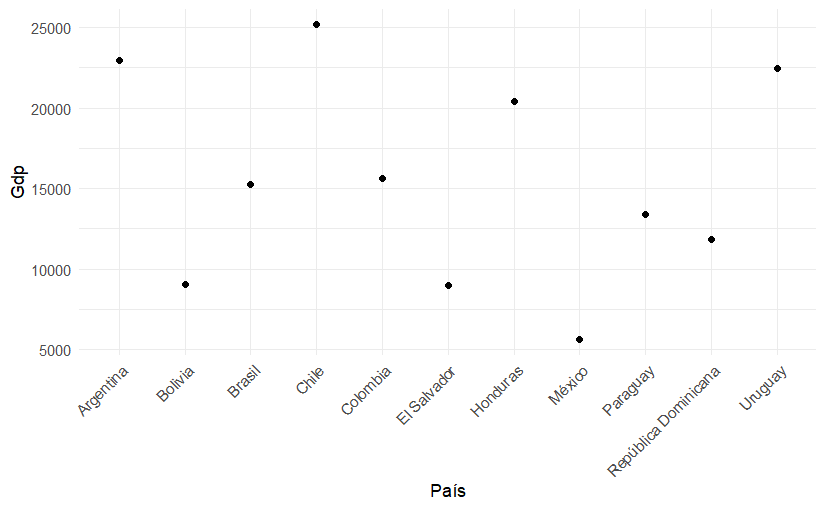 25000
20000
15000
10000
5000
Gdp
Argentina
Bolivia
Brasil
Chile
Colombia
El Salvador
Honduras
México
Paraguay
República Dominicana
Uruguay
País